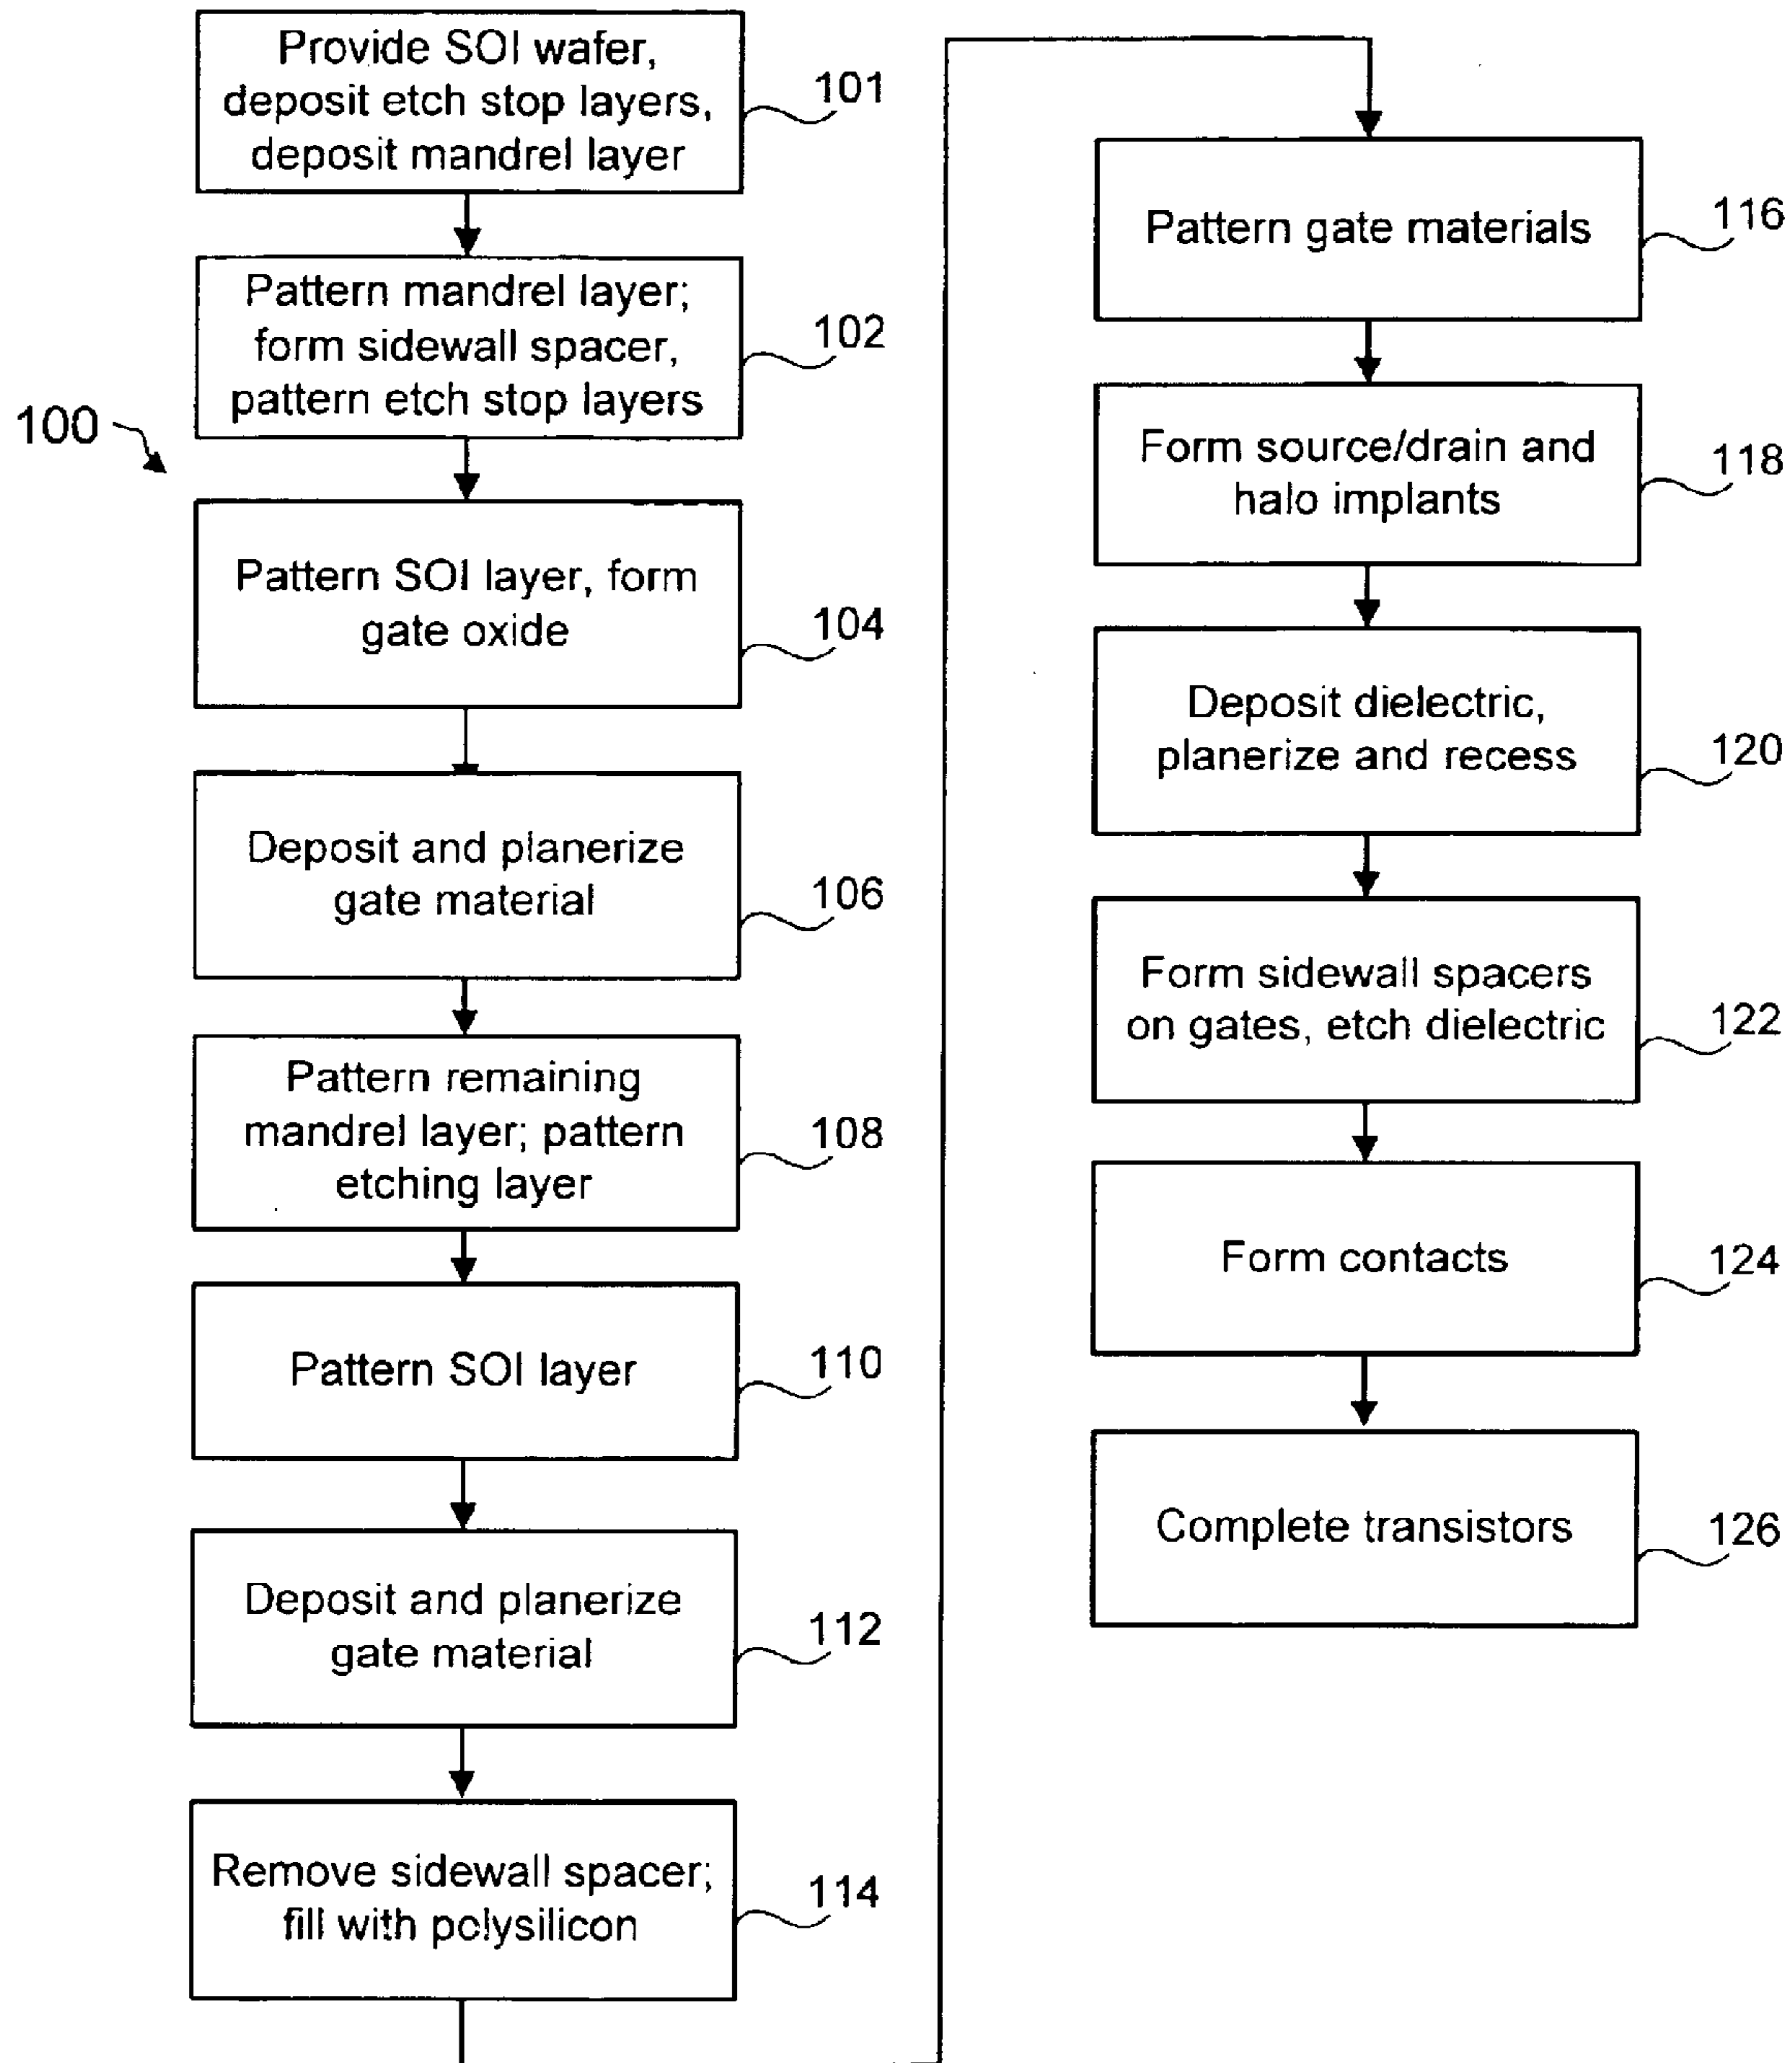 Provide SOI wafer,
deposit etch stop layers,
deposit mandrel layer
101
Pattern mandrel layer;
form sidewall spacer,
pattern etch stop layers
102
100
Pattern SOI layer, form
gate oxide
104
Deposit and planerize
gate material
106
Pattern remaining
mandrel layer; pattern
etching layer
108
Pattern SOI layer
110
Deposit and planerize
gate material
112
Remove sidewall spacer;
fill with polysilicon
114
Pattern gate materials
116
Form source/drain and
halo implants
118
Deposit dielectric,
planerize and recess
120
Form sidewall spacers
on gates, etch dielectric
122
Form contacts
124
Complete transistors
126